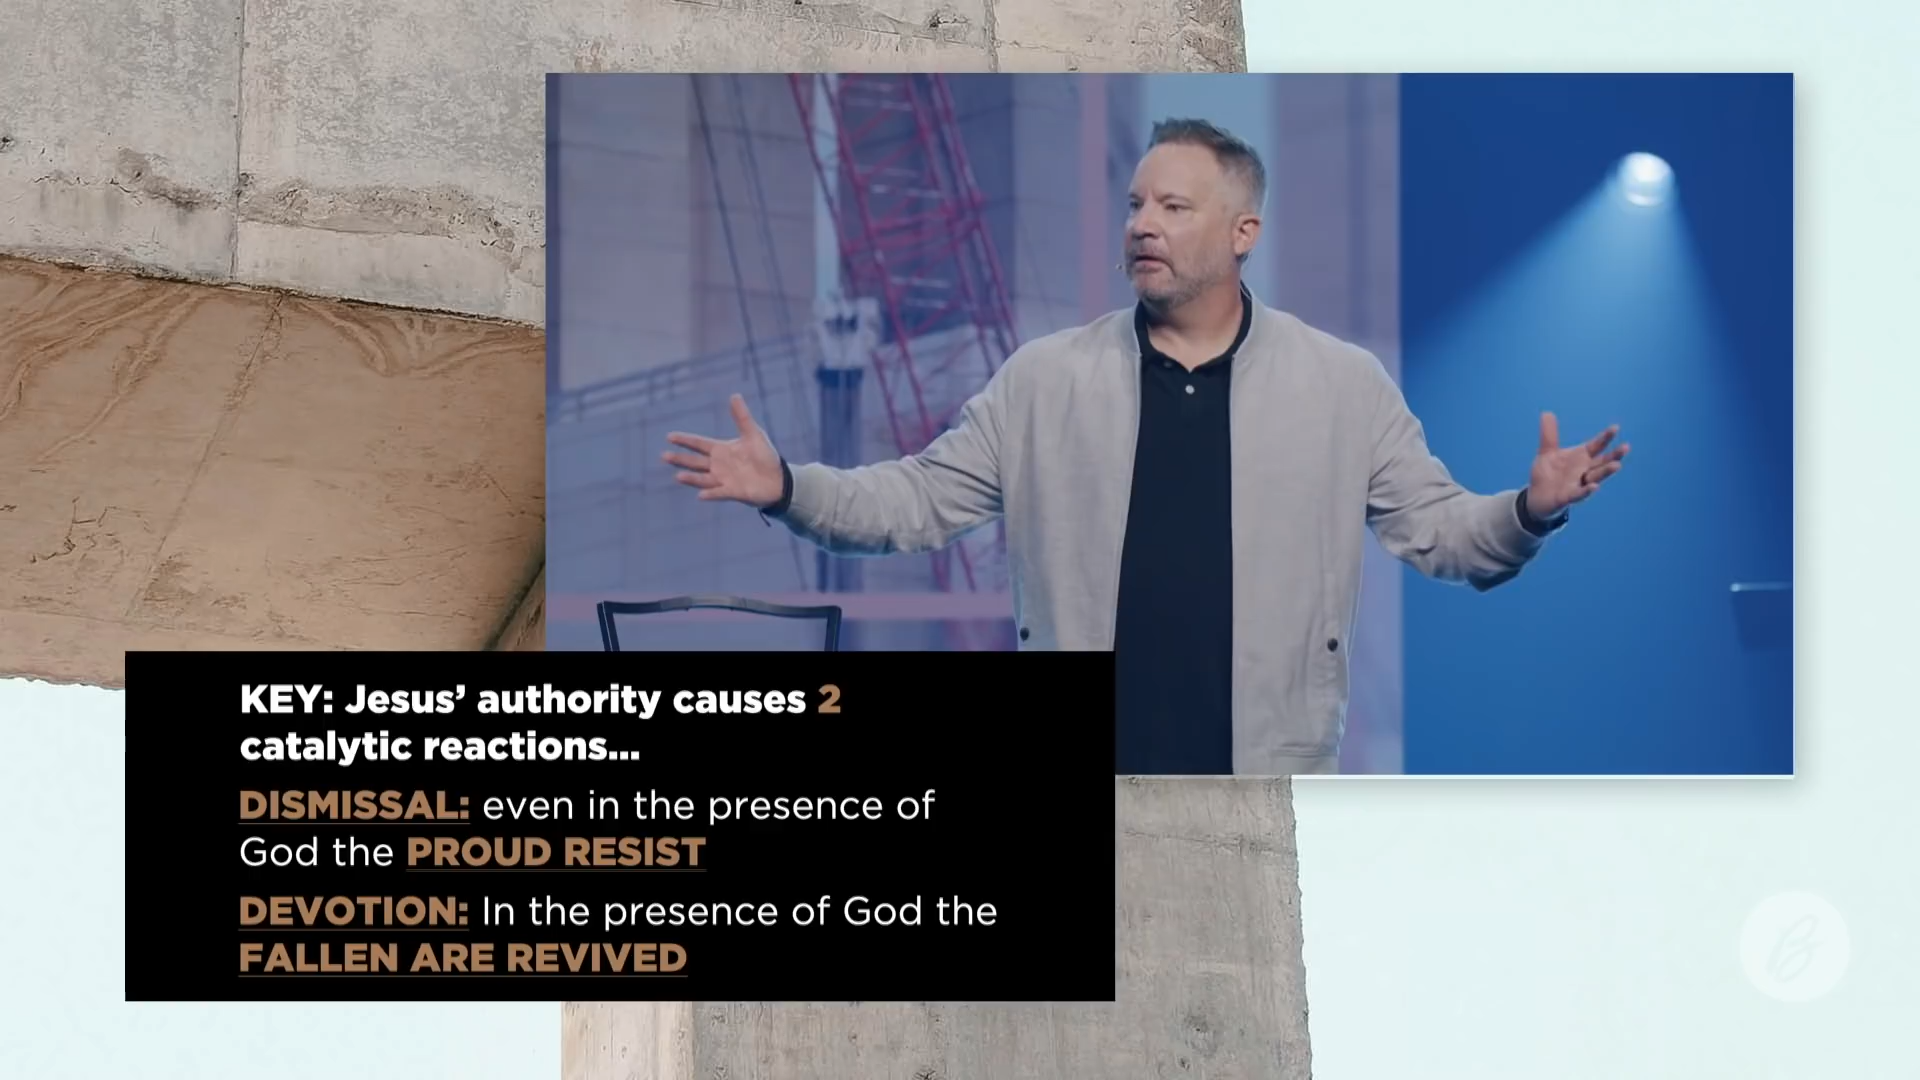 KEY: Jesus’ authority causes 2
catalytic reactions...
DISMISSAL: even in the presence of
God the PROUD RESIST
DEVOTION: In the presence of God the
FALLEN ARE REVIVED
B